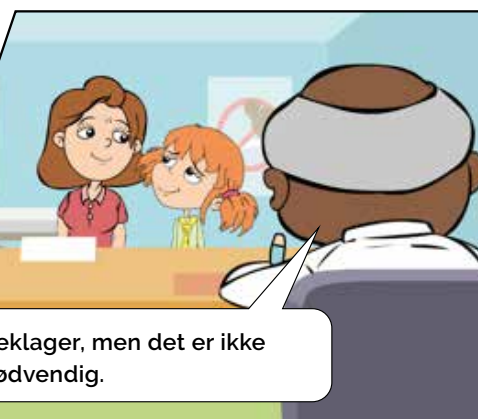 eklager, men det er ikke
ødvendig.